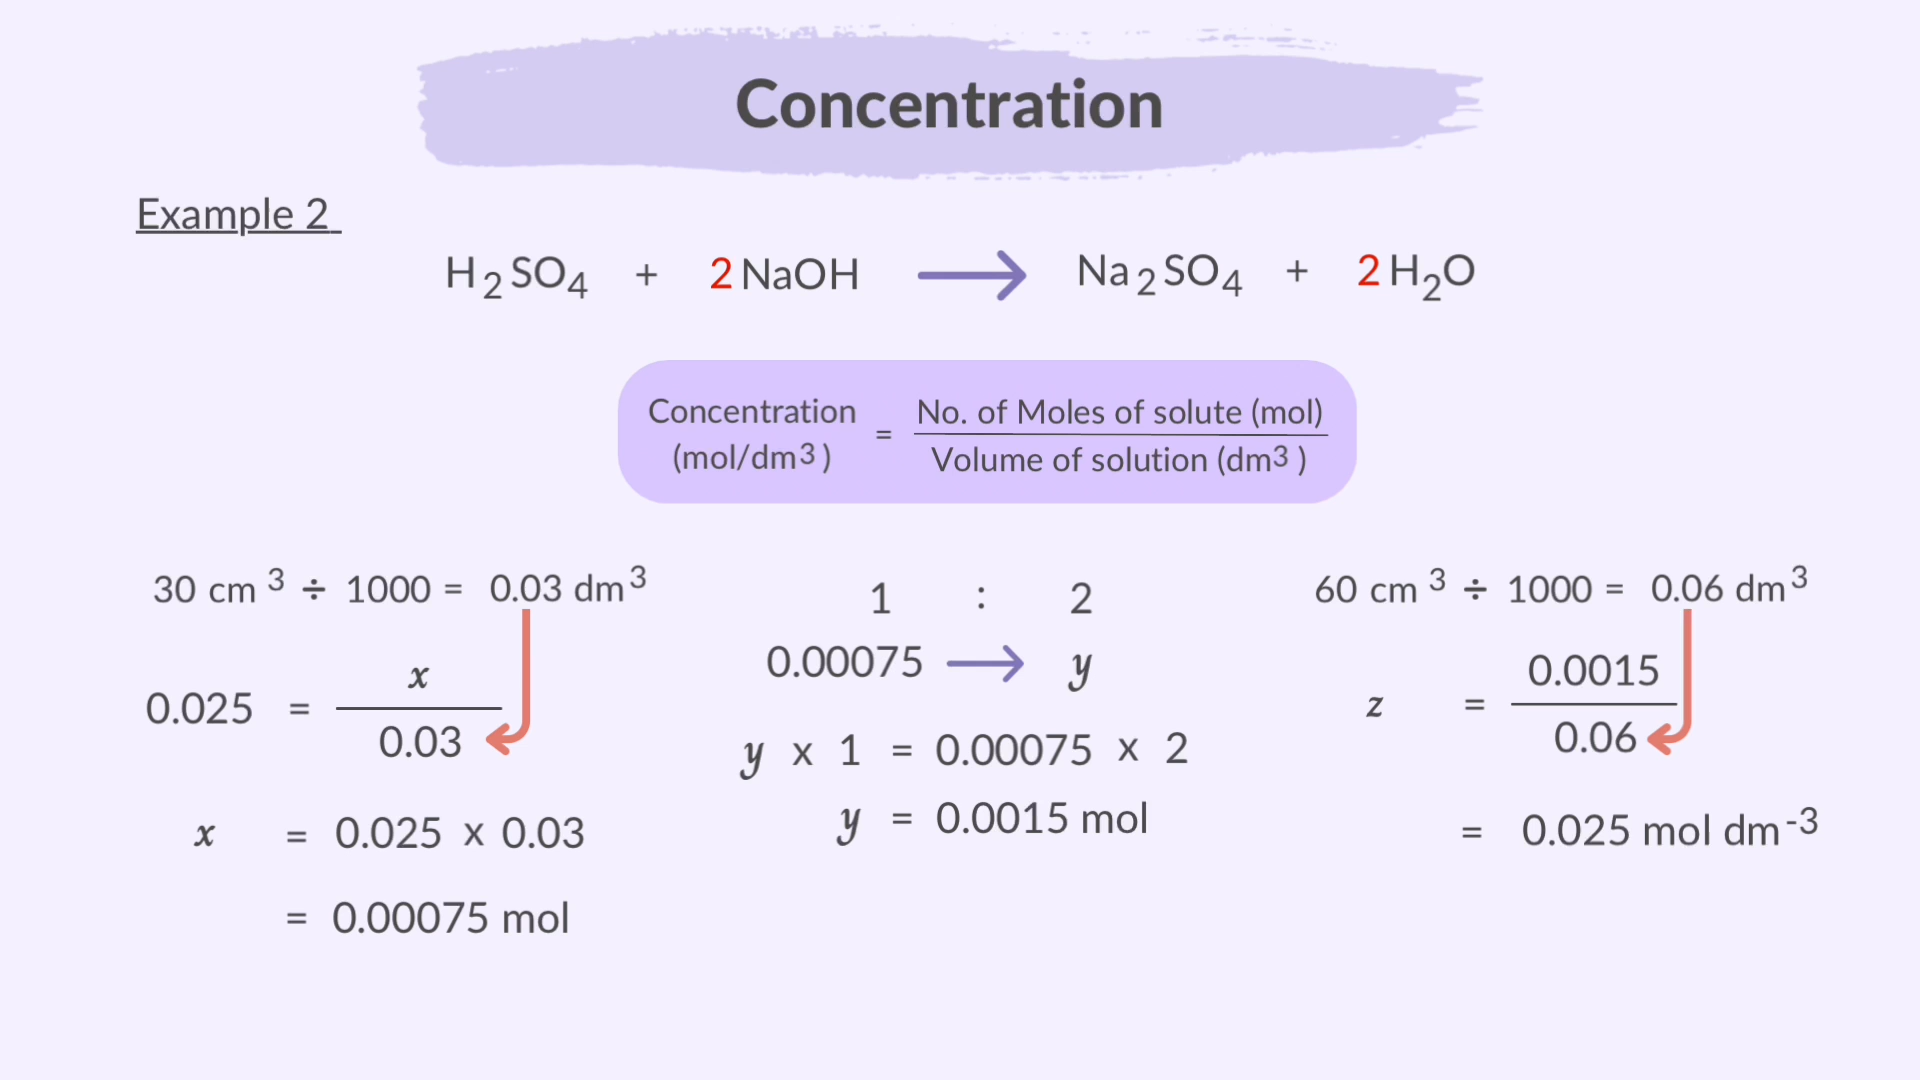 Concentration
Example 2
H₂SO₄ + 2 NaOH → Na₂SO₄ + 2 H₂O
Concentration (mol/dm³) = No. of Moles of solute (mol) / Volume of solution (dm³)
30 cm³ ÷ 1000 = 0.03 dm³
0.025 = x / 0.03
x = 0.025 x 0.03
= 0.00075 mol
1 : 2
0.00075 → y
y x 1 = 0.00075 x 2
y = 0.0015 mol
60 cm³ ÷ 1000 = 0.06 dm³
z = 0.0015 / 0.06
= 0.025 mol dm⁻³